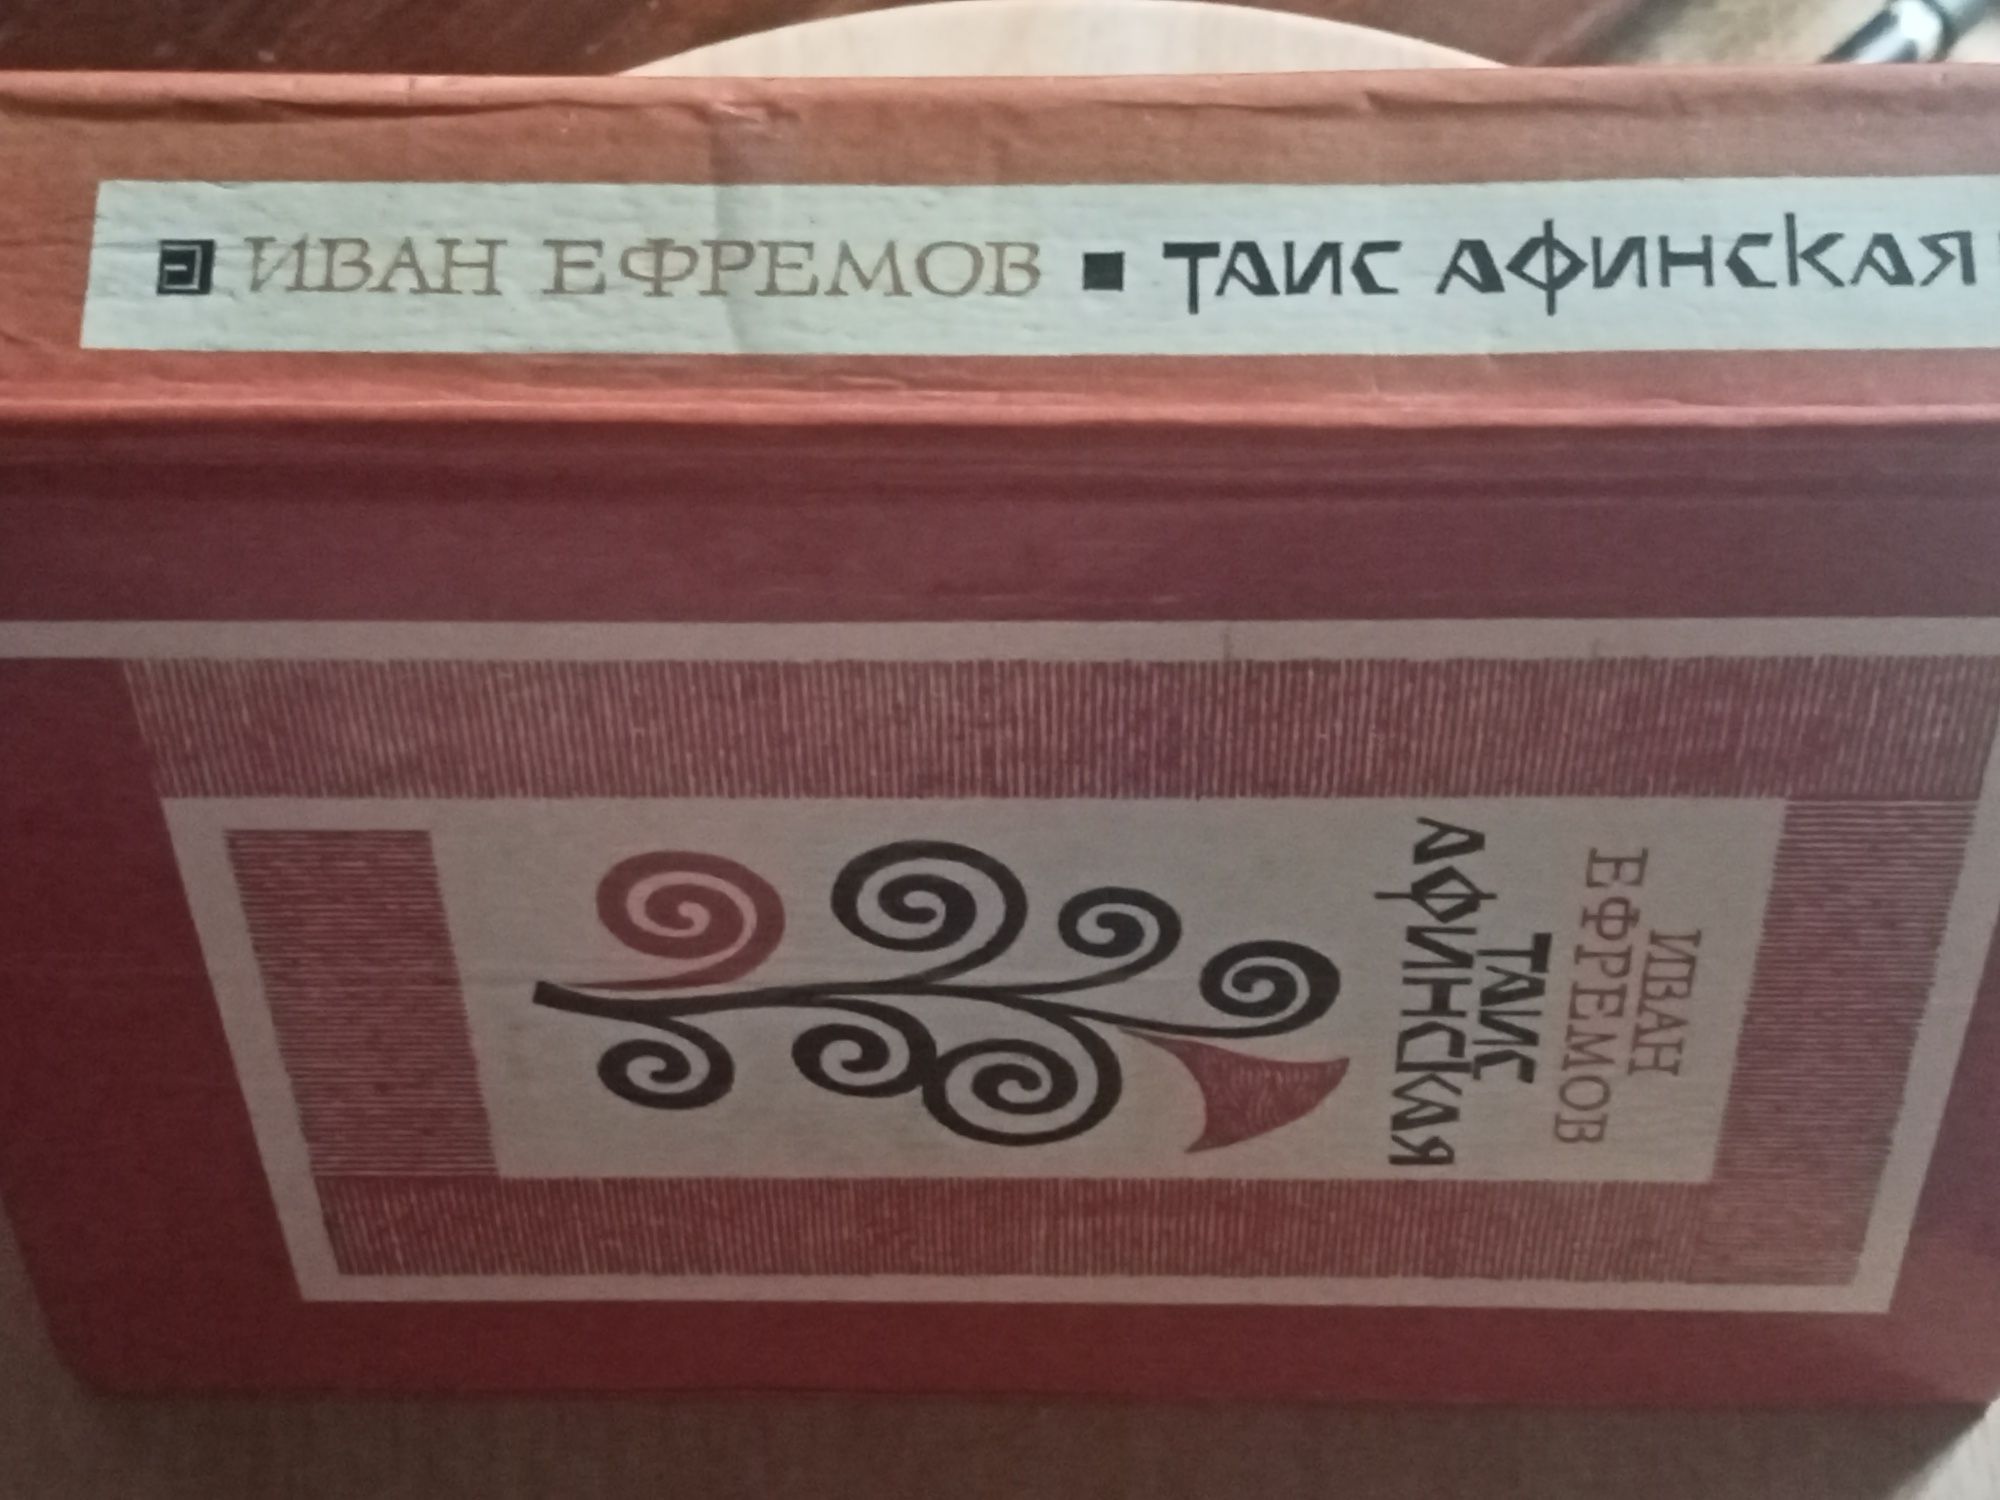 ИВАН ЕФРЕМОВ ■ ТАИС АФИНСКАЯ
ИВАН
ЕФРЕМОВ
ТАИС
АФИНСКАЯ